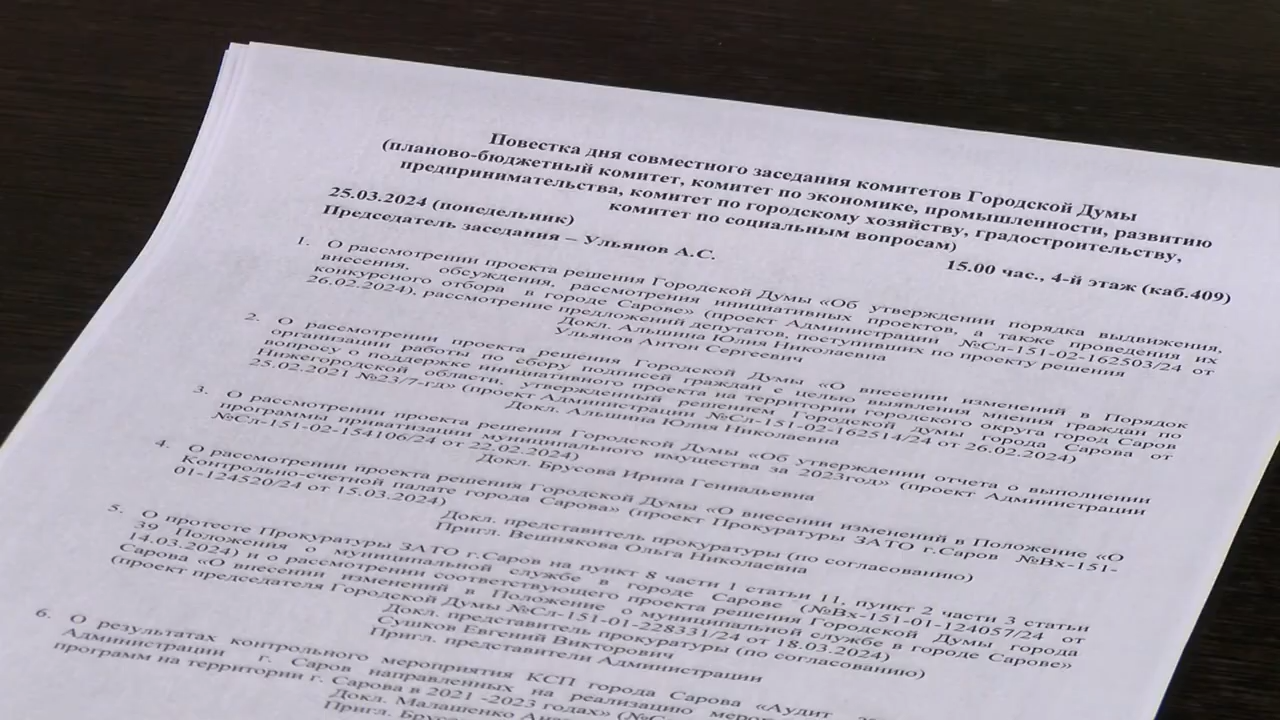 Повестка дня совместного заседания комитетов Городской Думы
(планово-бюджетный комитет, комитет по экономике, промышленности, развитию
предпринимательства, комитет по городскому хозяйству, градостроительству,
комитет по социальным вопросам)
25.03.2024 (понедельник)
15.00 час., 4-й этаж (каб.409)
Председатель заседания – Ульянов А.С.
1. О рассмотрении проекта решения Городской Думы «Об утверждении порядка выдвижения,
внесения, обсуждения, рассмотрения инициативных проектов, а также проведения их
конкурсного отбора в городе Сарове» (проект Администрации №Сл-151-02-162503/24 от
26.02.2024), рассмотрение предложений депутатов, поступивших по проекту решения
Докл. Альшина Юлия Николаевна
Ульянов Антон Сергеевич
2. О рассмотрении проекта решения Городской Думы «О внесении изменений в Порядок
организации работы по сбору подписей граждан с целью выявления мнения граждан по
вопросу о поддержке инициативного проекта на территории городского округа город Саров
Нижегородской области, утвержденный решением Городской думы города Сарова от
25.02.2021 №23/7-гд» (проект Администрации №Сл-151-02-162514/24 от 26.02.2024)
Докл. Альшина Юлия Николаевна
3. О рассмотрении проекта решения Городской Думы «Об утверждении отчета о выполнении
программы приватизации муниципального имущества за 2023год» (проект Администрации
№Сл-151-02-154106/24 от 22.02.2024)
Докл. Брусова Ирина Геннадьевна
4. О рассмотрении проекта решения Городской Думы «О внесении изменений в Положение «О
Контрольно-счетной палате города Сарова» (проект Прокуратуры ЗАТО г.Саров №Вх-151-
01-124520/24 от 15.03.2024)
Докл. представитель прокуратуры (по согласованию)
Пригл. Вешнякова Ольга Николаевна
5. О протесте Прокуратуры ЗАТО г.Саров на пункт 8 части 1 статьи 11, пункт 2 части 3 статьи
39 Положения о муниципальной службе в городе Сарове (№Вх-151-01-124057/24 от
14.03.2024) и о рассмотрении соответствующего проекта решения Городской Думы города
Сарова «О внесении изменений в Положение о муниципальной службе в городе Сарове»
(проект председателя Городской Думы №Сл-151-01-228331/24 от 18.03.2024)
Докл. представитель прокуратуры (по согласованию)
Сушков Евгений Викторович
Пригл. представители Администрации
6. О результатах контрольного мероприятия КСП города Сарова «Аудит
Администрации г. Саров направленных на реализацию
программ на территории г. Сарова в 2021 -2023 годах»
Докл. Малашенко
Пригл.